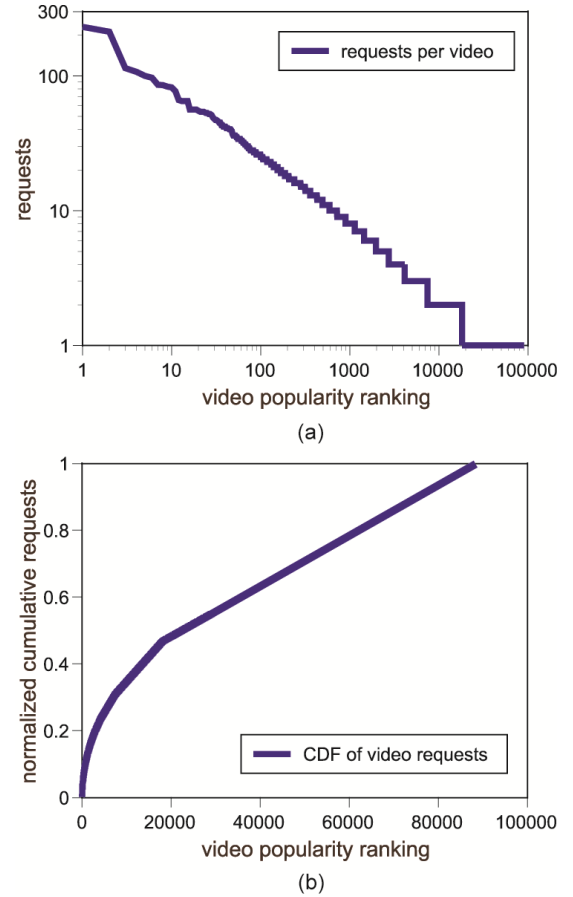 300
100
10
1
requests
requests per video
1 10 100 1000 10000 100000
video popularity ranking
(a)
1
0.8
0.6
0.4
0.2
0
normalized cumulative requests
CDF of video requests
0 20000 40000 60000 80000 100000
video popularity ranking
(b)